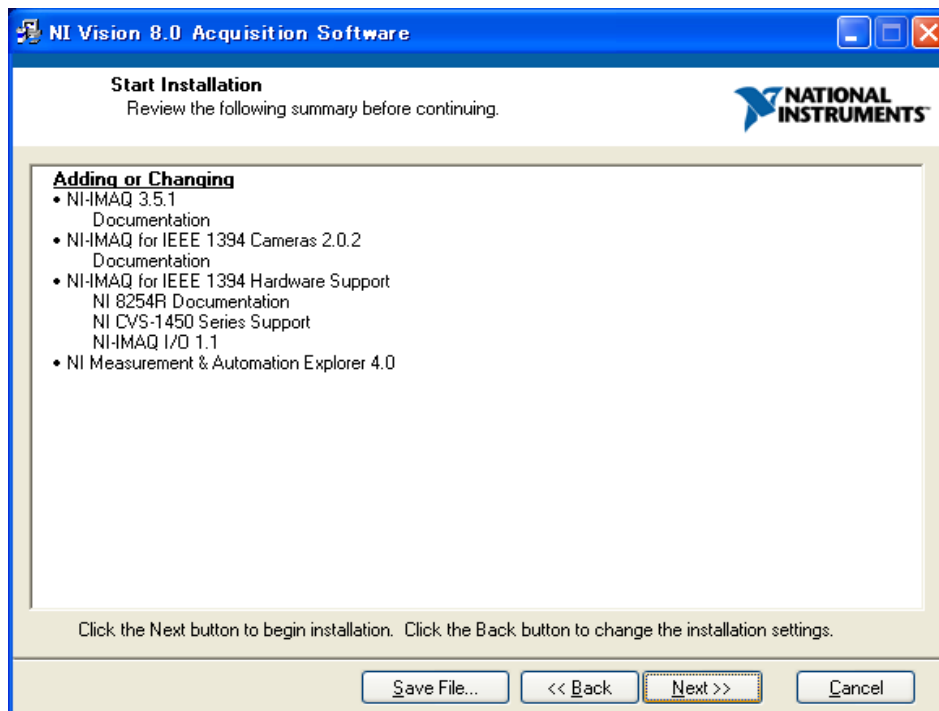 NI Vision 8.0 Acquisition Software
Start Installation
Review the following summary before continuing.
NATIONAL
INSTRUMENTS™
Adding or Changing
• NI-IMAQ 3.5.1
Documentation
• NI-IMAQ for IEEE 1394 Cameras 2.0.2
Documentation
• NI-IMAQ for IEEE 1394 Hardware Support
NI 8254R Documentation
NI CVS-1450 Series Support
NI-IMAQ I/O 1.1
• NI Measurement & Automation Explorer 4.0
Click the Next button to begin installation. Click the Back button to change the installation settings.
Save File... << Back Next >> Cancel